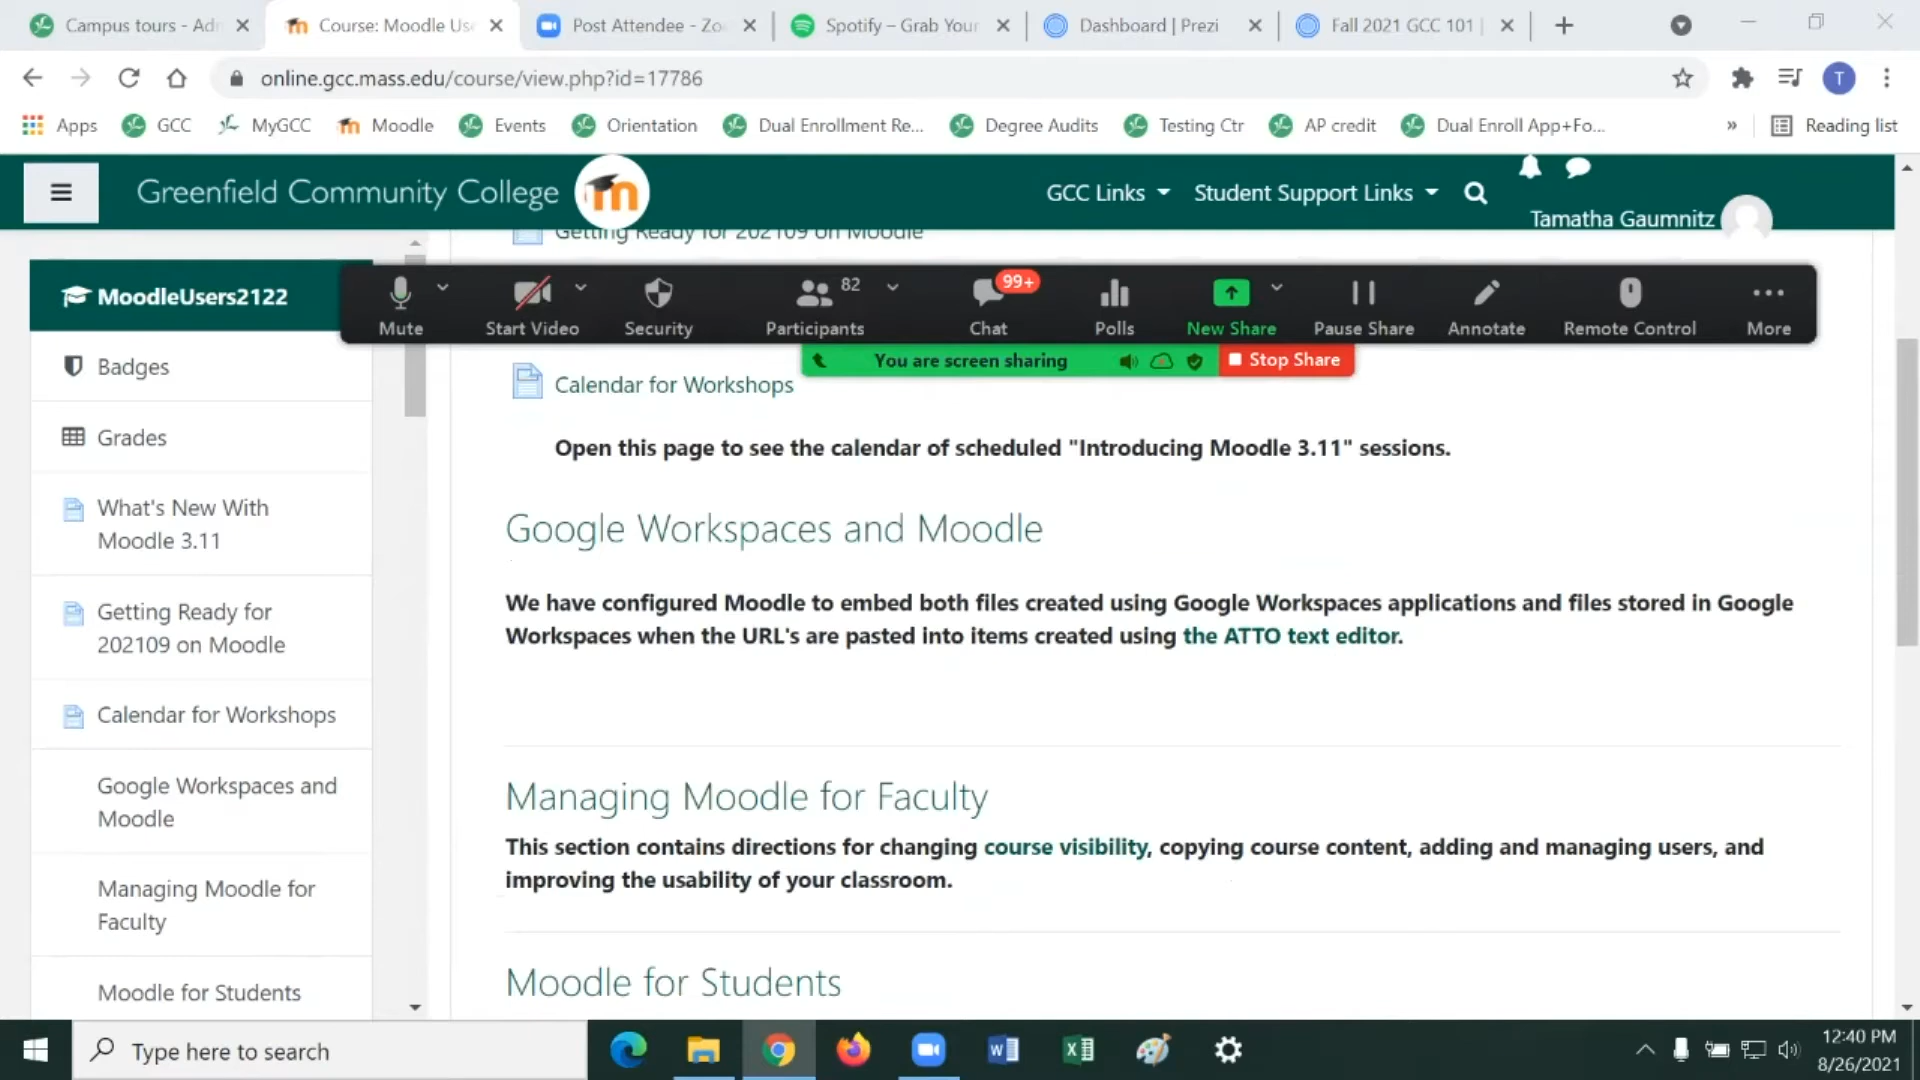 Campus tours - Adn
Course: Moodle Use
Post Attendee - Zo
Spotify – Grab Your
Dashboard | Prezi
Fall 2021 GCC 101 |
online.gcc.mass.edu/course/view.php?id=17786
T
Apps
GCC
MyGCC
Moodle
Events
Orientation
Dual Enrollment Re...
Degree Audits
Testing Ctr
AP credit
Dual Enroll App+Fo...
»
Reading list
Greenfield Community College
m
GCC Links
Student Support Links
Tamatha Gaumnitz
Getting Ready for 202109 on Moodle
MoodleUsers2122
Mute
Start Video
Security
Participants
82
Chat
99+
Polls
New Share
Pause Share
Annotate
Remote Control
More
You are screen sharing
Stop Share
Badges
Grades
What's New With
Moodle 3.11
Getting Ready for
202109 on Moodle
Calendar for Workshops
Google Workspaces and
Moodle
Managing Moodle for
Faculty
Moodle for Students
Calendar for Workshops
Open this page to see the calendar of scheduled "Introducing Moodle 3.11" sessions.
Google Workspaces and Moodle
We have configured Moodle to embed both files created using Google Workspaces applications and files stored in Google
Workspaces when the URL's are pasted into items created using the ATTO text editor.
Managing Moodle for Faculty
This section contains directions for changing course visibility, copying course content, adding and managing users, and
improving the usability of your classroom.
Moodle for Students
Type here to search
12:40 PM
8/26/2021